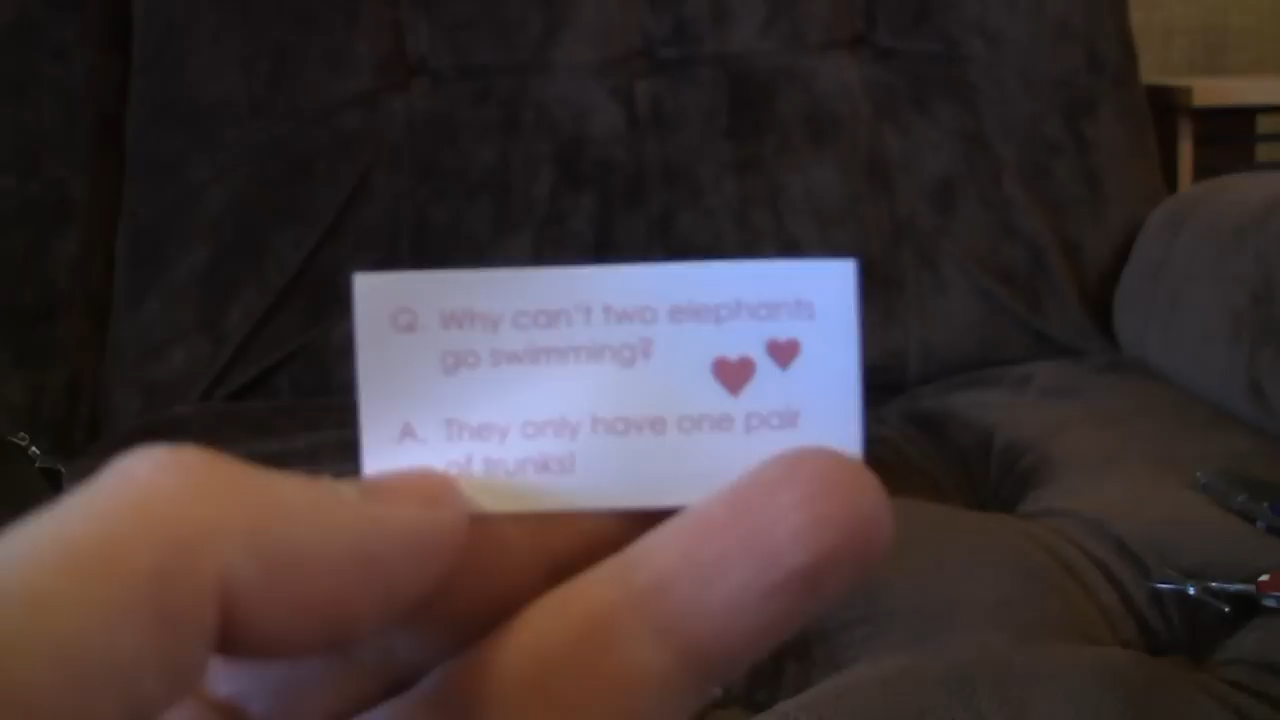 Q. Why can't two elephants
go swimming?
A. They only have one pair
of trunks!